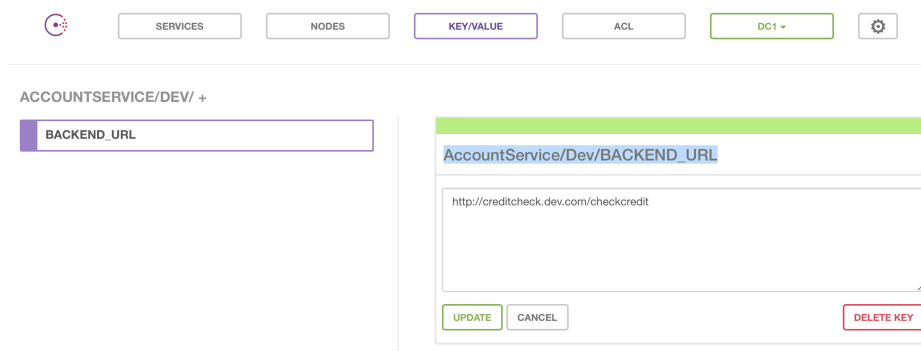 SERVICES NODES KEY/VALUE ACL DC1
ACCOUNTSERVICE/DEV/ +
BACKEND_URL
AccountService/Dev/BACKEND_URL
http://creditcheck.dev.com/checkcredit
UPDATE CANCEL DELETE KEY